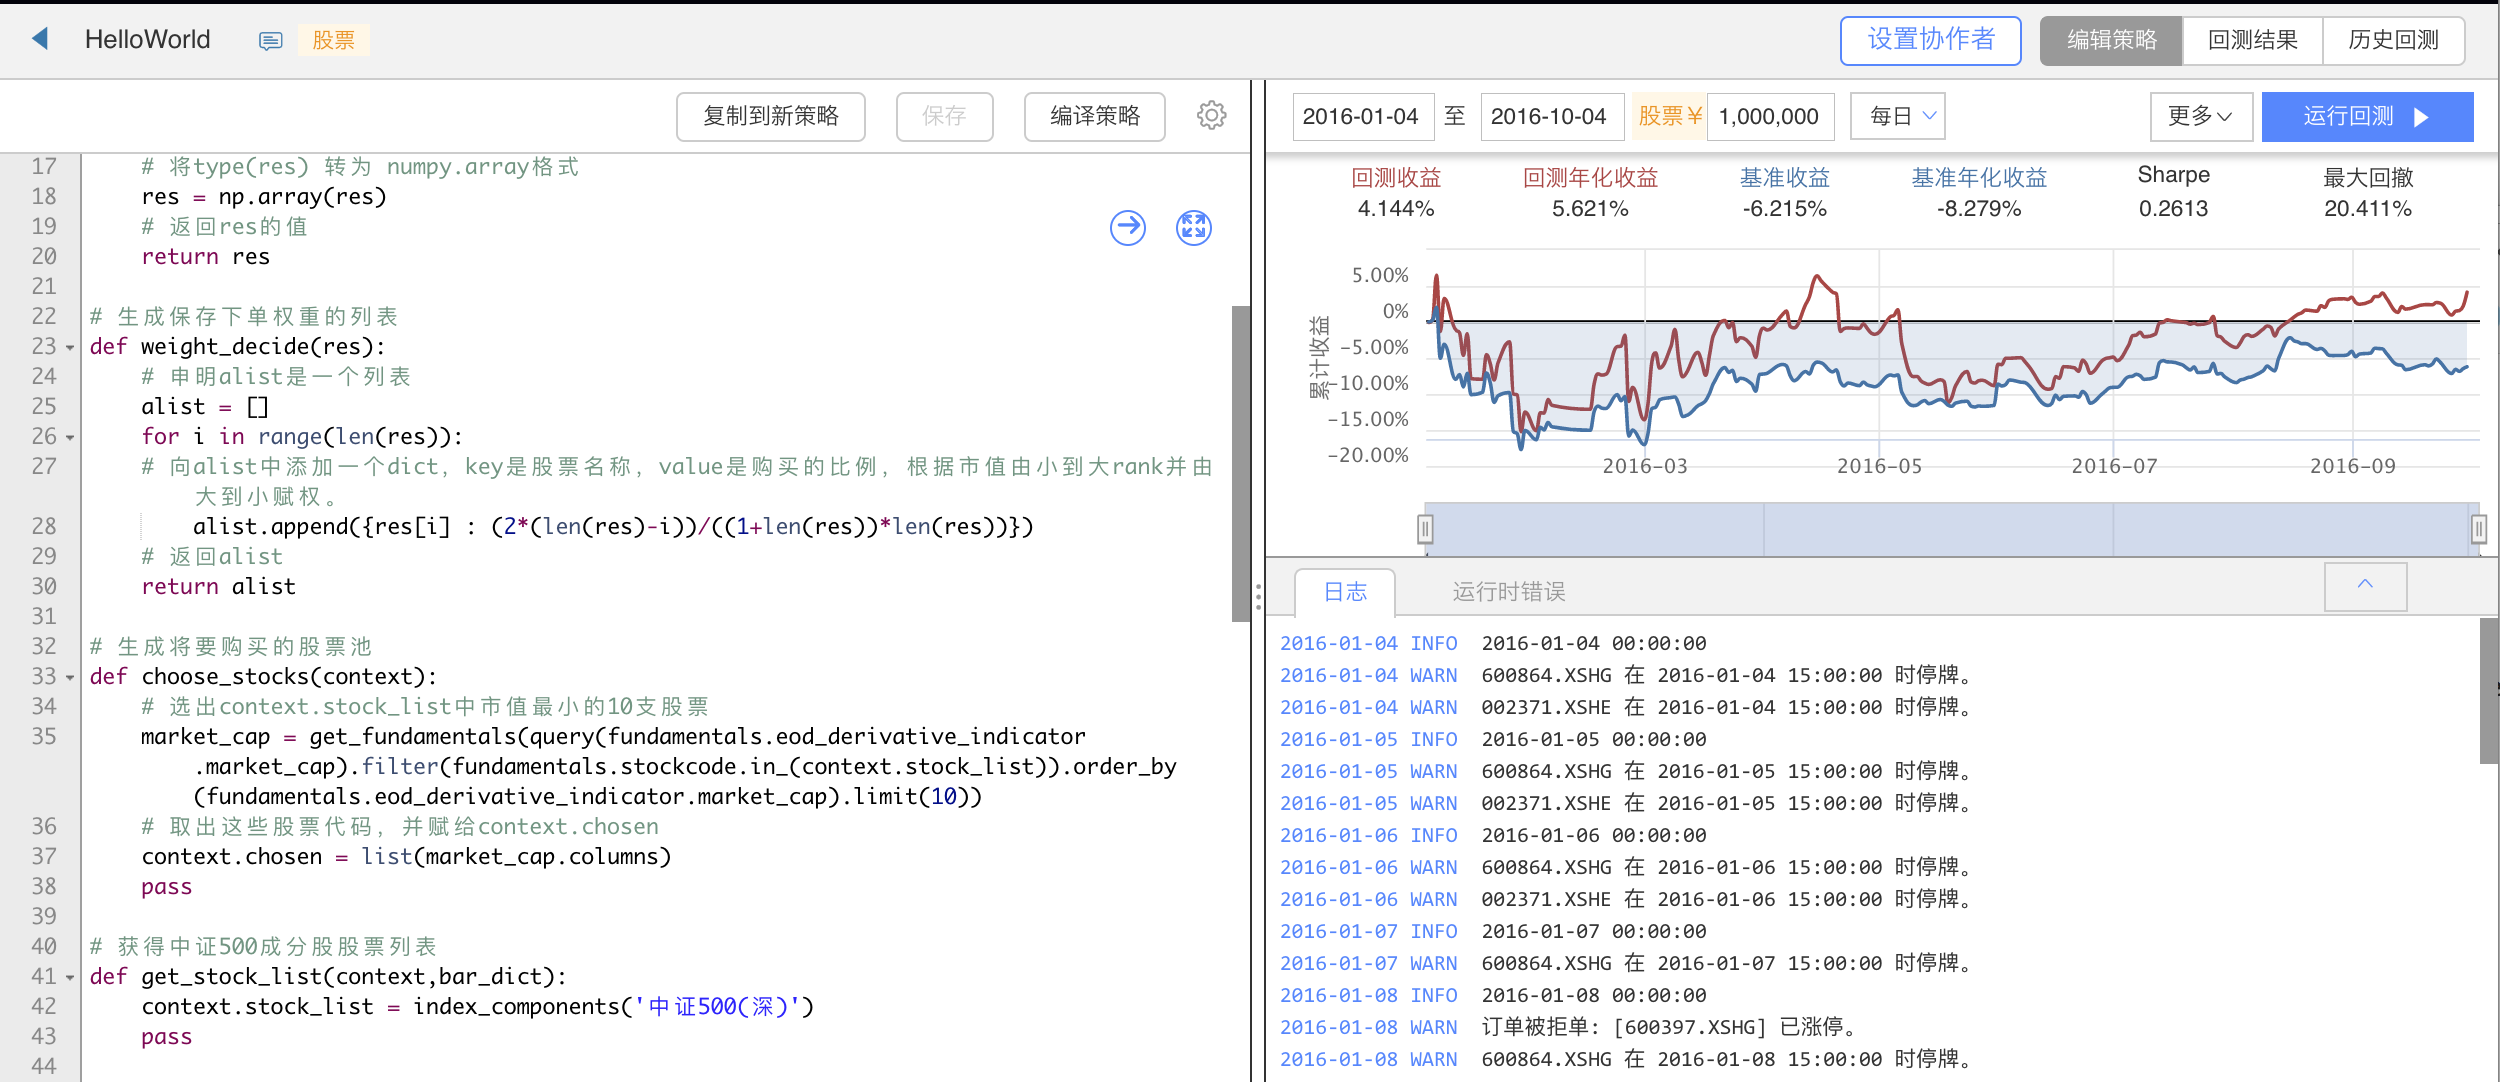 HelloWorld
股票
设置协作者
编辑策略
回测结果
历史回测
复制到新策略
保存
编译策略
17 # 将type(res) 转为 numpy.array格式
18 res = np.array(res)
19 # 返回res的值
20 return res
21
22 # 生成保存下单权重的列表
23 def weight_decide(res):
24 # 申明alist是一个列表
25 alist = []
26 for i in range(len(res)):
27 # 向alist中添加一个dict，key是股票名称，value是购买的比例，根据市值由小到大rank并由
大到小赋权。
28 alist.append({res[i] : (2*(len(res)-i))/((1+len(res))*len(res))})
29 # 返回alist
30 return alist
31
32 # 生成将要购买的股票池
33 def choose_stocks(context):
34 # 选出context.stock_list中市值最小的10支股票
35 market_cap = get_fundamentals(query(fundamentals.eod_derivative_indicator
.market_cap).filter(fundamentals.stockcode.in_(context.stock_list)).order_by
(fundamentals.eod_derivative_indicator.market_cap).limit(10))
36 # 取出这些股票代码，并赋给context.chosen
37 context.chosen = list(market_cap.columns)
38 pass
39
40 # 获得中证500成分股股票列表
41 def get_stock_list(context,bar_dict):
42 context.stock_list = index_components('中证500(深)')
43 pass
44
2016-01-04 至 2016-10-04 股票￥ 1,000,000 每日 更多 运行回测
回测收益 回测年化收益 基准收益 基准年化收益 Sharpe 最大回撤
4.144% 5.621% -6.215% -8.279% 0.2613 20.411%
累计收益
5.00%
0%
-5.00%
-10.00%
-15.00%
-20.00%
2016-03 2016-05 2016-07 2016-09
日志 运行时错误
2016-01-04 INFO 2016-01-04 00:00:00
2016-01-04 WARN 600864.XSHG 在 2016-01-04 15:00:00 时停牌。
2016-01-04 WARN 002371.XSHE 在 2016-01-04 15:00:00 时停牌。
2016-01-05 INFO 2016-01-05 00:00:00
2016-01-05 WARN 600864.XSHG 在 2016-01-05 15:00:00 时停牌。
2016-01-05 WARN 002371.XSHE 在 2016-01-05 15:00:00 时停牌。
2016-01-06 INFO 2016-01-06 00:00:00
2016-01-06 WARN 600864.XSHG 在 2016-01-06 15:00:00 时停牌。
2016-01-06 WARN 002371.XSHE 在 2016-01-06 15:00:00 时停牌。
2016-01-07 INFO 2016-01-07 00:00:00
2016-01-07 WARN 600864.XSHG 在 2016-01-07 15:00:00 时停牌。
2016-01-08 INFO 2016-01-08 00:00:00
2016-01-08 WARN 订单被拒单: [600397.XSHG] 已涨停。
2016-01-08 WARN 600864.XSHG 在 2016-01-08 15:00:00 时停牌。